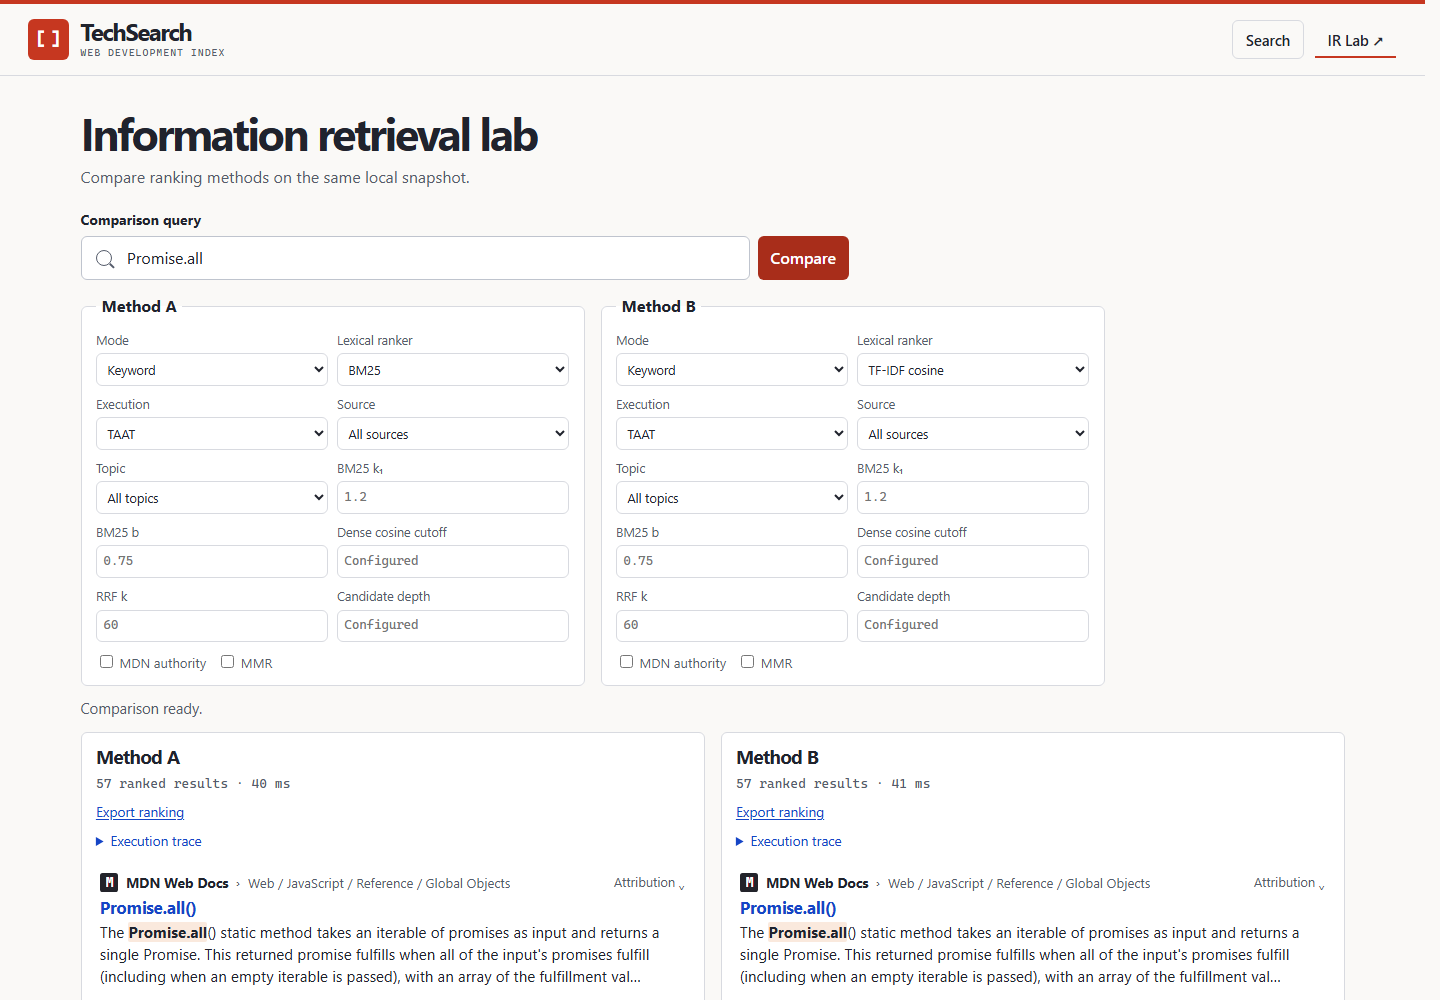 [ ] TechSearch
WEB DEVELOPMENT INDEX
Search
IR Lab ↗
Information retrieval lab
Compare ranking methods on the same local snapshot.
Comparison query
Promise.all
Compare
Method A
Mode
Lexical ranker
Keyword
BM25
Execution
Source
TAAT
All sources
Topic
BM25 k₁
All topics
1.2
BM25 b
Dense cosine cutoff
0.75
Configured
RRF k
Candidate depth
60
Configured
MDN authority
MMR
Method B
Mode
Lexical ranker
Keyword
TF-IDF cosine
Execution
Source
TAAT
All sources
Topic
BM25 k₁
All topics
1.2
BM25 b
Dense cosine cutoff
0.75
Configured
RRF k
Candidate depth
60
Configured
MDN authority
MMR
Comparison ready.
Method A
57 ranked results · 40 ms
Export ranking
Execution trace
M MDN Web Docs › Web / JavaScript / Reference / Global Objects
Attribution
Promise.all()
The Promise.all() static method takes an iterable of promises as input and returns a
single Promise. This returned promise fulfills when all of the input's promises fulfill
(including when an empty iterable is passed), with an array of the fulfillment val...
Method B
57 ranked results · 41 ms
Export ranking
Execution trace
M MDN Web Docs › Web / JavaScript / Reference / Global Objects
Attribution
Promise.all()
The Promise.all() static method takes an iterable of promises as input and returns a
single Promise. This returned promise fulfills when all of the input's promises fulfill
(including when an empty iterable is passed), with an array of the fulfillment val...